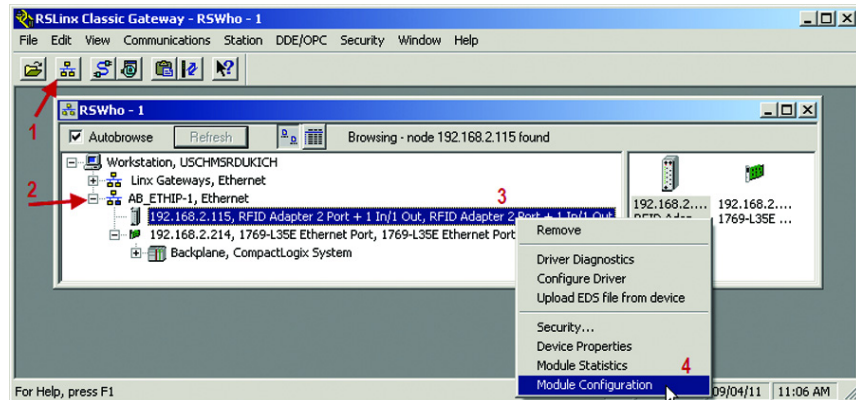 RSLinx Classic Gateway - RSWho - 1
File Edit View Communications Station DDE/OPC Security Window Help
1
RSWho - 1
Autobrowse Refresh Browsing - node 192.168.2.115 found
Workstation, USCHMSRDUKICH
Linx Gateways, Ethernet
2
AB_ETHIP-1, Ethernet
3
192.168.2.115, RFID Adapter 2 Port + 1 In/1 Out, RFID Adapter 2 Port + 1 In/1 Out
192.168.2.214, 1769-L35E Ethernet Port, 1769-L35E Ethernet Port
Backplane, CompactLogix System
192.168.2.... 192.168.2....
RFID Adap... 1769-L35E ...
Remove
Driver Diagnostics
Configure Driver
Upload EDS file from device
Security...
Device Properties
Module Statistics
4
Module Configuration
For Help, press F1
09/04/11 11:06 AM